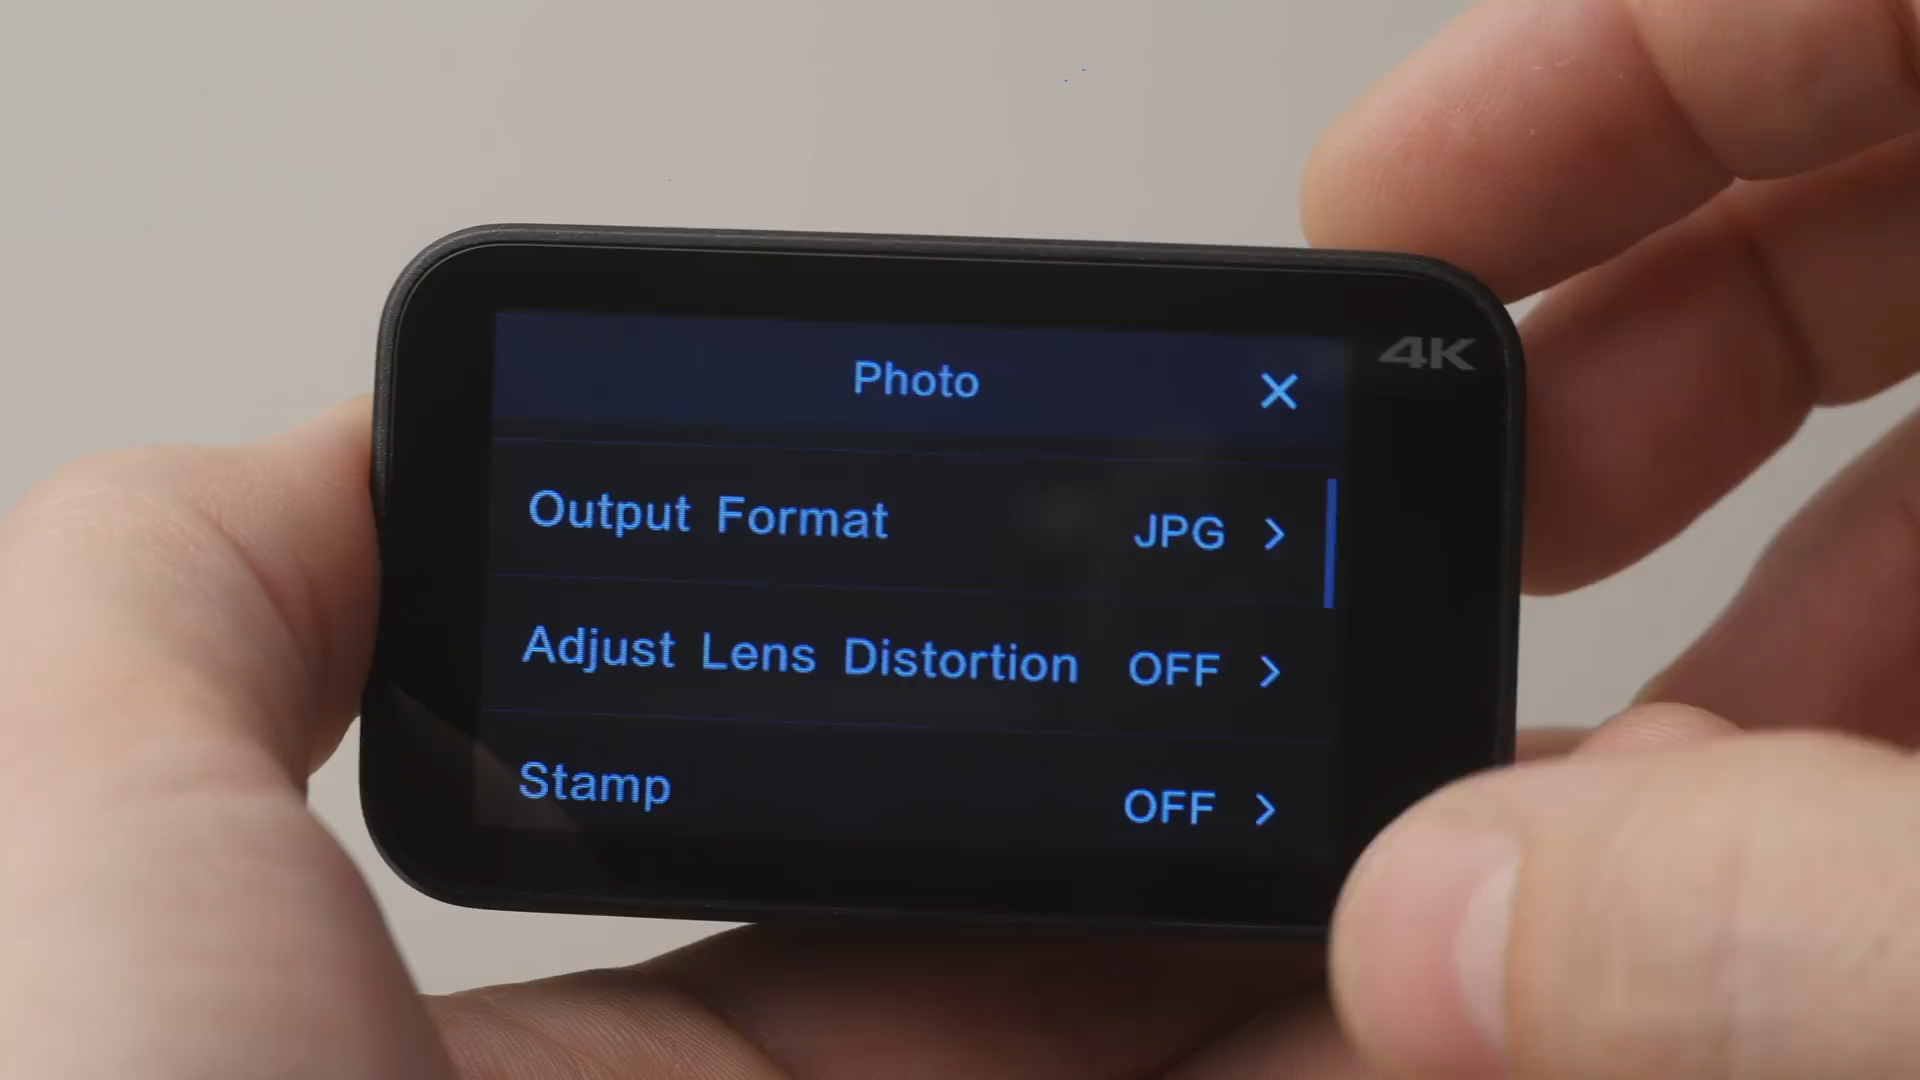 Photo
4K
Output Format JPG
Adjust Lens Distortion OFF
Stamp OFF